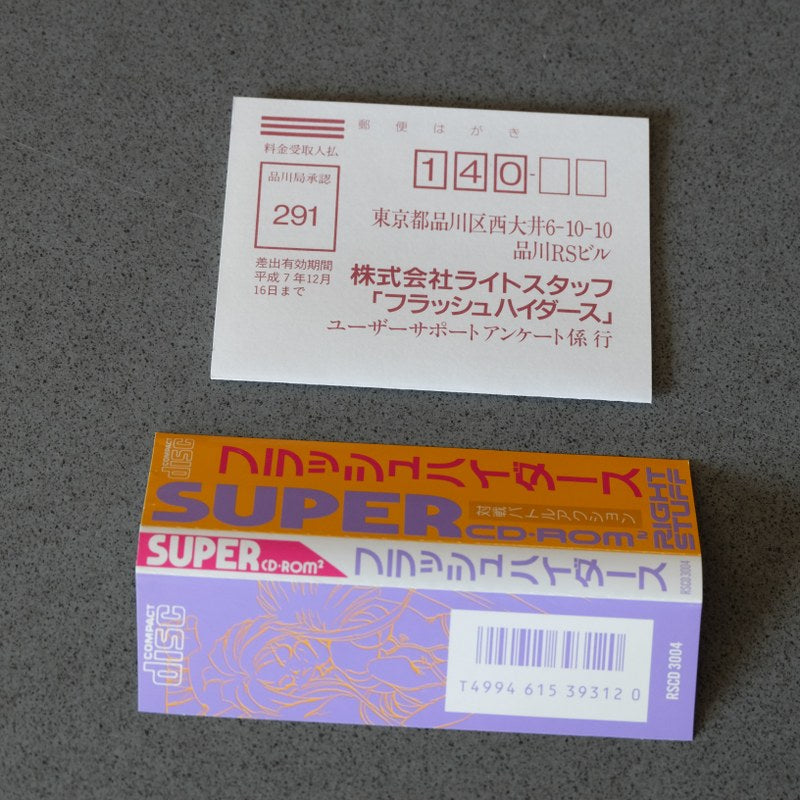 郵便はがき
料金受取人払
品川局承認
291
差出有効期間
平成7年12月
16日まで
140-
東京都品川区西大井6-10-10
品川RSビル
株式会社ライトスタッフ
「フラッシュハイダース」
ユーザーサポートアンケート係 行
COMPACT
disc
フラッシュハイダース
SUPER
対戦バトルアクション
CD-ROM²
RIGHT
STUFF
SUPER CD-ROM²
フラッシュハイダース
RSCD 3004
COMPACT
disc
T4994 615 39312 0
RSCD 3004